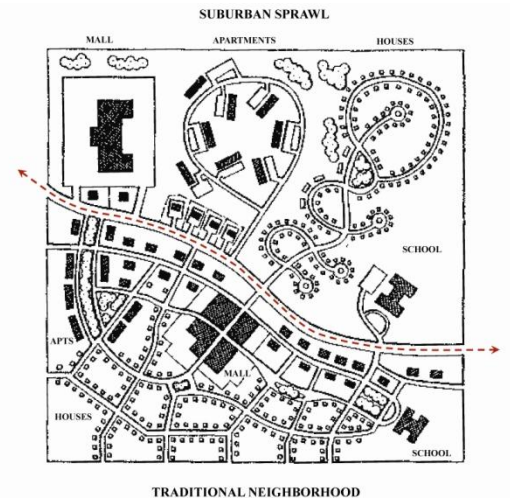 SUBURBAN SPRAWL
MALL APARTMENTS HOUSES
SCHOOL
APTS
MALL
HOUSES
SCHOOL
TRADITIONAL NEIGHBORHOOD